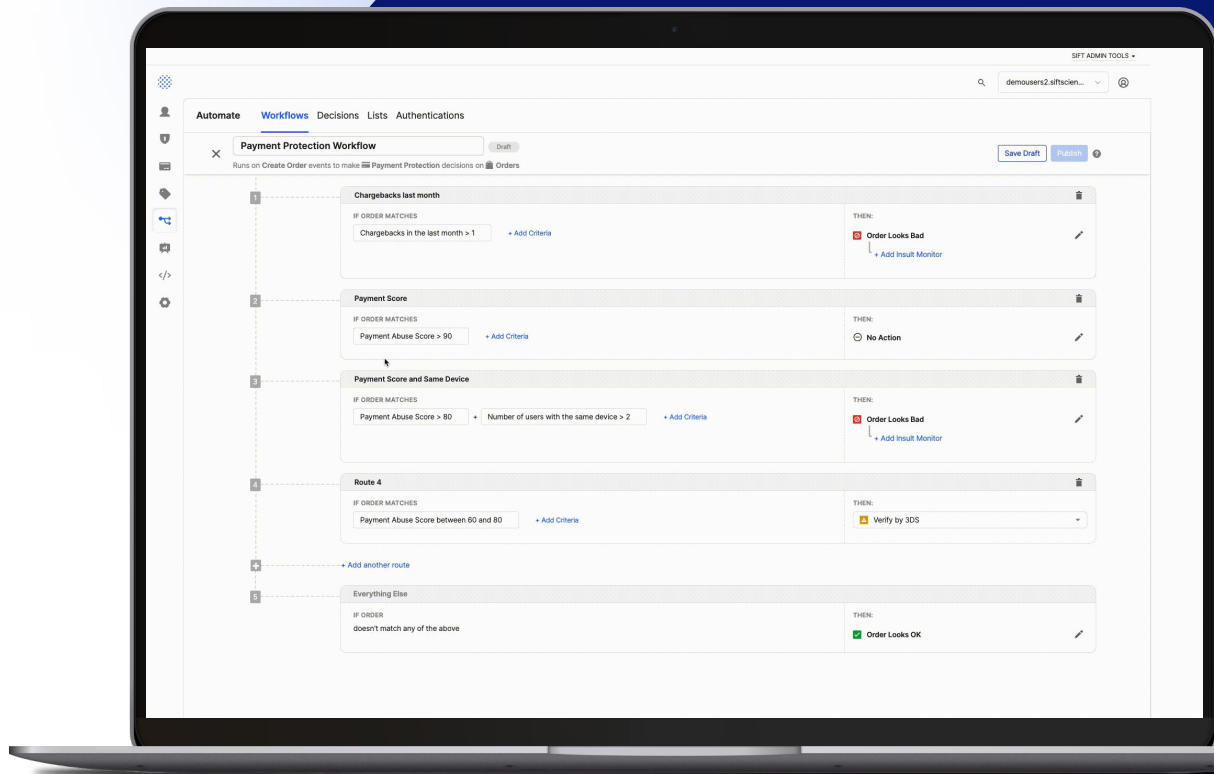 SIFT ADMIN TOOLS
demousers2.siftscien...
Automate Workflows Decisions Lists Authentications
Payment Protection Workflow Draft
Save Draft Publish ?
Runs on Create Order events to make Payment Protection decisions on Orders
1 Chargebacks last month
IF ORDER MATCHES THEN:
Chargebacks in the last month > 1 + Add Criteria Order Looks Bad
+ Add Insult Monitor
2 Payment Score
IF ORDER MATCHES THEN:
Payment Abuse Score > 90 + Add Criteria No Action
3 Payment Score and Same Device
IF ORDER MATCHES THEN:
Payment Abuse Score > 80 + Number of users with the same device > 2 + Add Criteria Order Looks Bad
+ Add Insult Monitor
4 Route 4
IF ORDER MATCHES THEN:
Payment Abuse Score between 60 and 80 + Add Criteria Verify by 3DS
+ Add another route
5 Everything Else
IF ORDER THEN:
doesn't match any of the above Order Looks OK